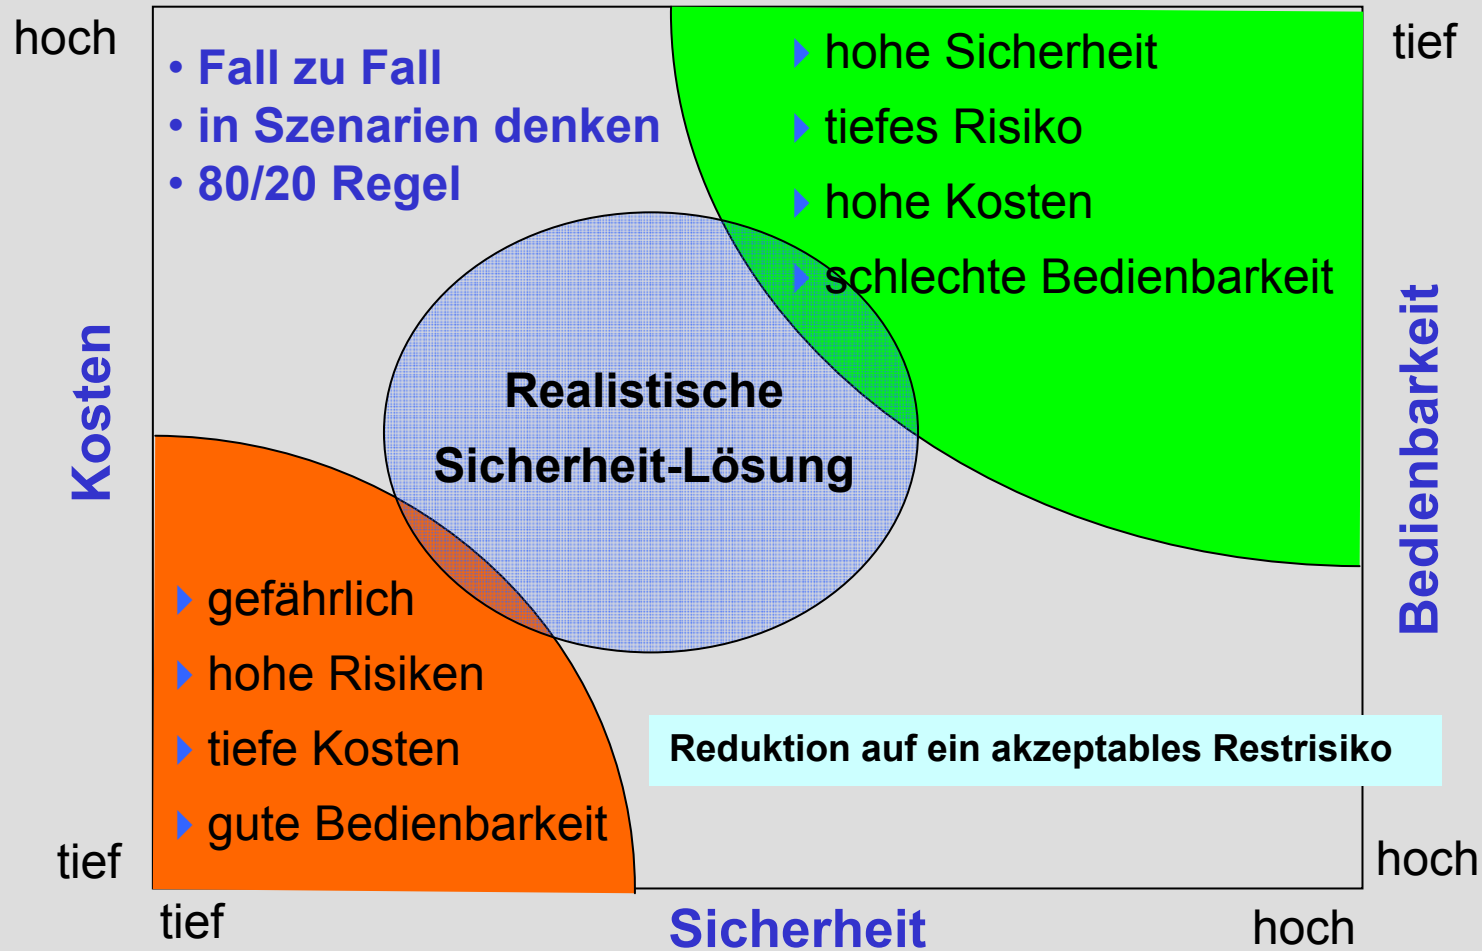 hoch
• Fall zu Fall
• in Szenarien denken
• 80/20 Regel
hohe Sicherheit
tiefes Risiko
hohe Kosten
schlechte Bedienbarkeit
tief
Kosten
Realistische
Sicherheit-Lösung
Bedienbarkeit
gefährlich
hohe Risiken
tiefe Kosten
gute Bedienbarkeit
Reduktion auf ein akzeptables Restrisiko
tief
hoch
tief
Sicherheit
hoch